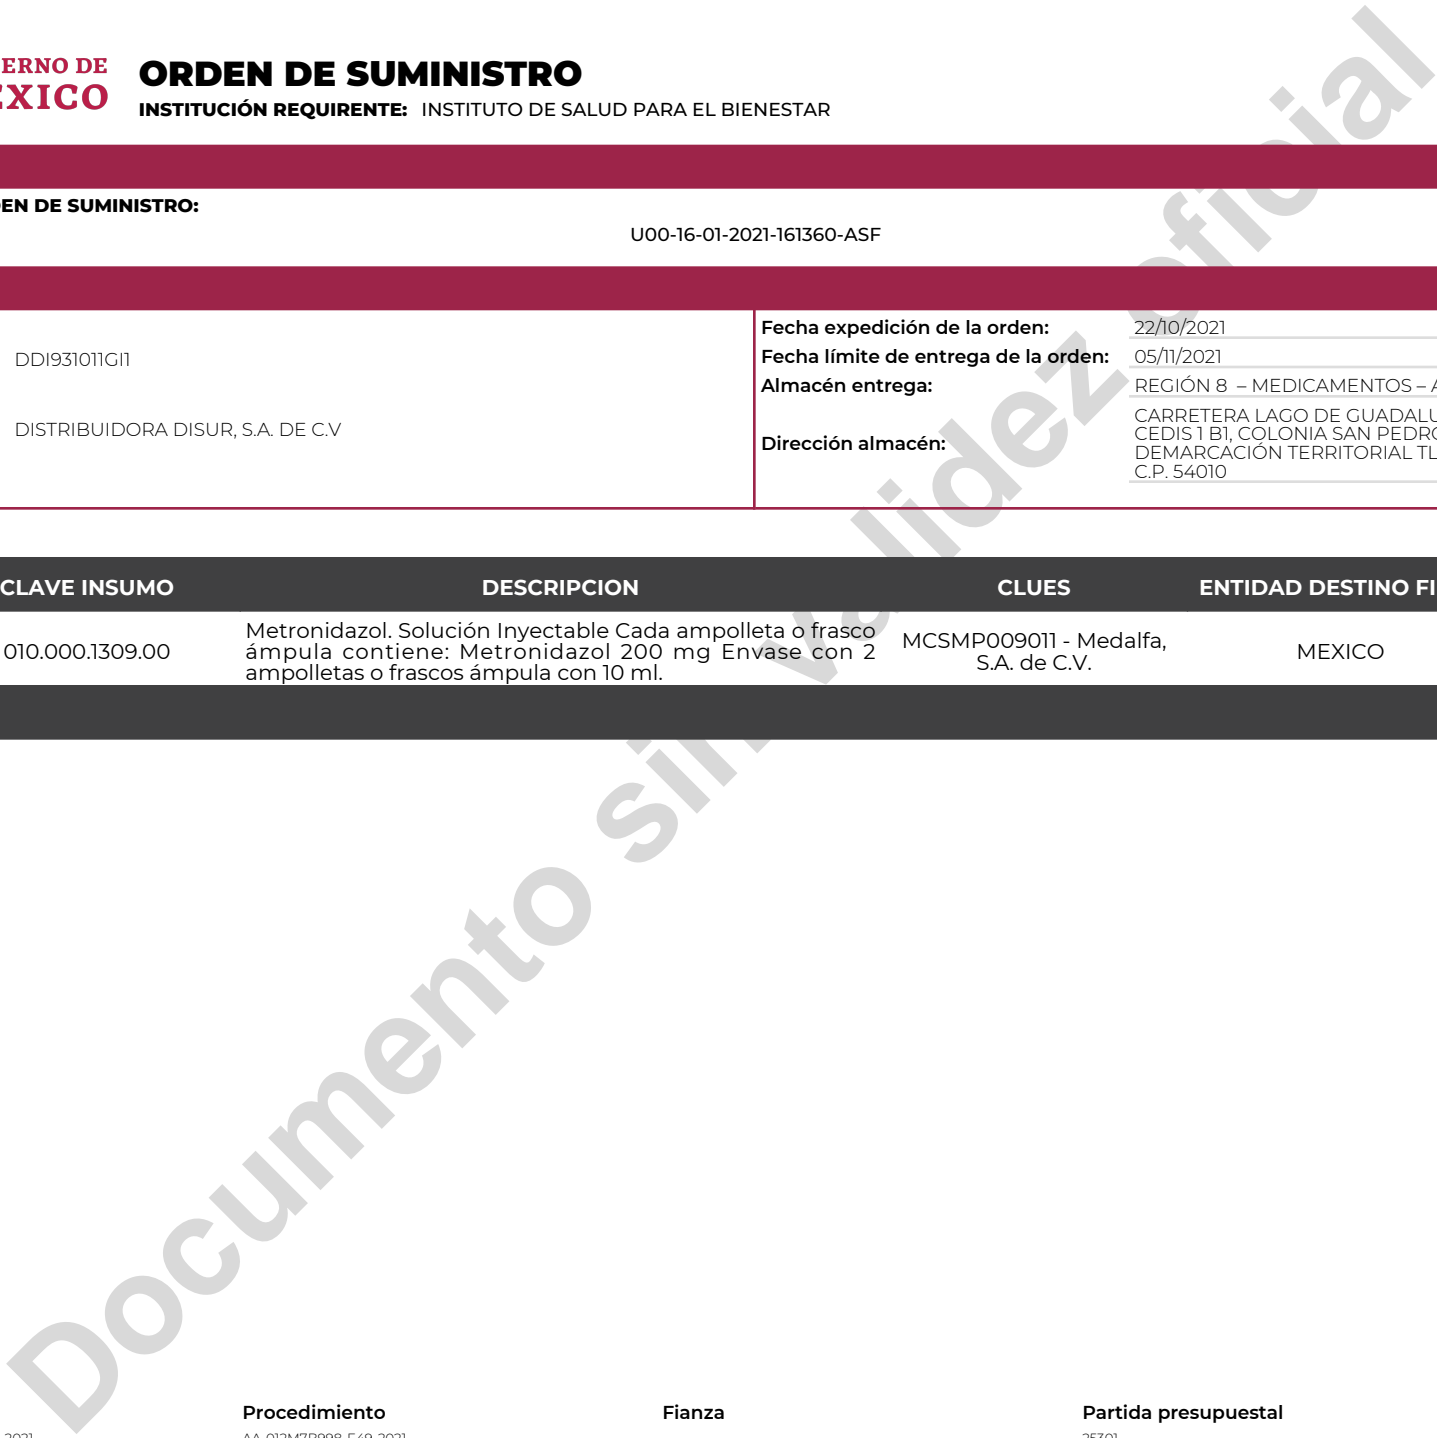 ERNO DE
EXICO
ORDEN DE SUMINISTRO
INSTITUCIÓN REQUIRENTE: INSTITUTO DE SALUD PARA EL BIENESTAR
EN DE SUMINISTRO:
U00-16-01-2021-161360-ASF
DDI931011GI1
DISTRIBUIDORA DISUR, S.A. DE C.V
Fecha expedición de la orden: 22/10/2021
Fecha límite de entrega de la orden: 05/11/2021
Almacén entrega: REGIÓN 8 – MEDICAMENTOS – A
Dirección almacén:
CARRETERA LAGO DE GUADALU
CEDIS 1 B1, COLONIA SAN PEDRO
DEMARCACIÓN TERRITORIAL TL
C.P. 54010
CLAVE INSUMO DESCRIPCION CLUES ENTIDAD DESTINO FI
010.000.1309.00
Metronidazol. Solución Inyectable Cada ampolleta o frasco
ámpula contiene: Metronidazol 200 mg Envase con 2
ampolletas o frascos ámpula con 10 ml.
MCSMP009011 - Medalfa,
S.A. de C.V.
MEXICO
Documento sin validez oficial
Procedimiento Fianza Partida presupuestal